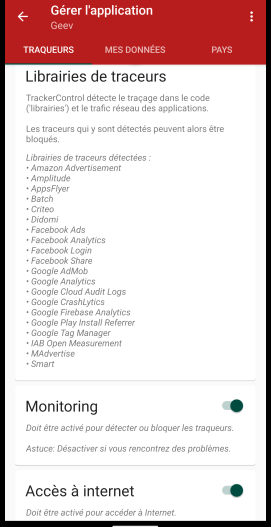 Gérer l'application
Geev
TRAQUEURS
MES DONNÉES
PAYS
Librairies de traceurs
TrackerControl détecte le traçage dans le code
('librairies') et le trafic réseau des applications.
Les traceurs qui y sont détectés peuvent alors être
bloqués.
Librairies de traceurs détectées :
• Amazon Advertisement
• Amplitude
• AppsFlyer
• Batch
• Criteo
• Didomi
• Facebook Ads
• Facebook Analytics
• Facebook Login
• Facebook Share
• Google AdMob
• Google Analytics
• Google Cloud Audit Logs
• Google CrashLytics
• Google Firebase Analytics
• Google Play Install Referrer
• Google Tag Manager
• IAB Open Measurement
• MAdvertise
• Smart
Monitoring
Doit être activé pour détecter ou bloquer les traqueurs.
Astuce: Désactiver si vous rencontrez des problèmes.
Accès à internet
Doit être activé pour accéder à Internet.